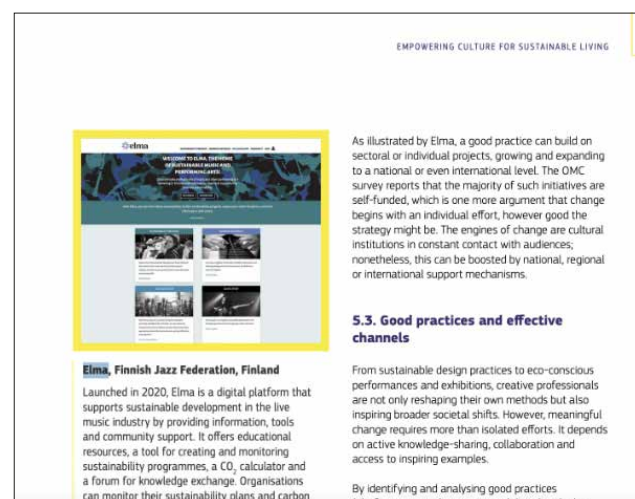 EMPOWERING CULTURE FOR SUSTAINABLE LIVING
elma
WELCOME TO ELMA, THE HOME
OF SUSTAINABLE MUSIC AND
PERFORMING ARTS
Elma, Finnish Jazz Federation, Finland
Launched in 2020, Elma is a digital platform that
supports sustainable development in the live
music industry by providing information, tools
and community support. It offers educational
resources, a tool for creating and monitoring
sustainability programmes, a CO₂ calculator and
a forum for knowledge exchange. Organisations
can monitor their sustainability plans and carbon
As illustrated by Elma, a good practice can build on
sectoral or individual projects, growing and expanding
to a national or even international level. The OMC
survey reports that the majority of such initiatives are
self-funded, which is one more argument that change
begins with an individual effort, however good the
strategy might be. The engines of change are cultural
institutions in constant contact with audiences;
nonetheless, this can be boosted by national, regional
or international support mechanisms.
5.3. Good practices and effective
channels
From sustainable design practices to eco-conscious
performances and exhibitions, creative professionals
are not only reshaping their own methods but also
inspiring broader societal shifts. However, meaningful
change requires more than isolated efforts. It depends
on active knowledge-sharing, collaboration and
access to inspiring examples.
By identifying and analysing good practices